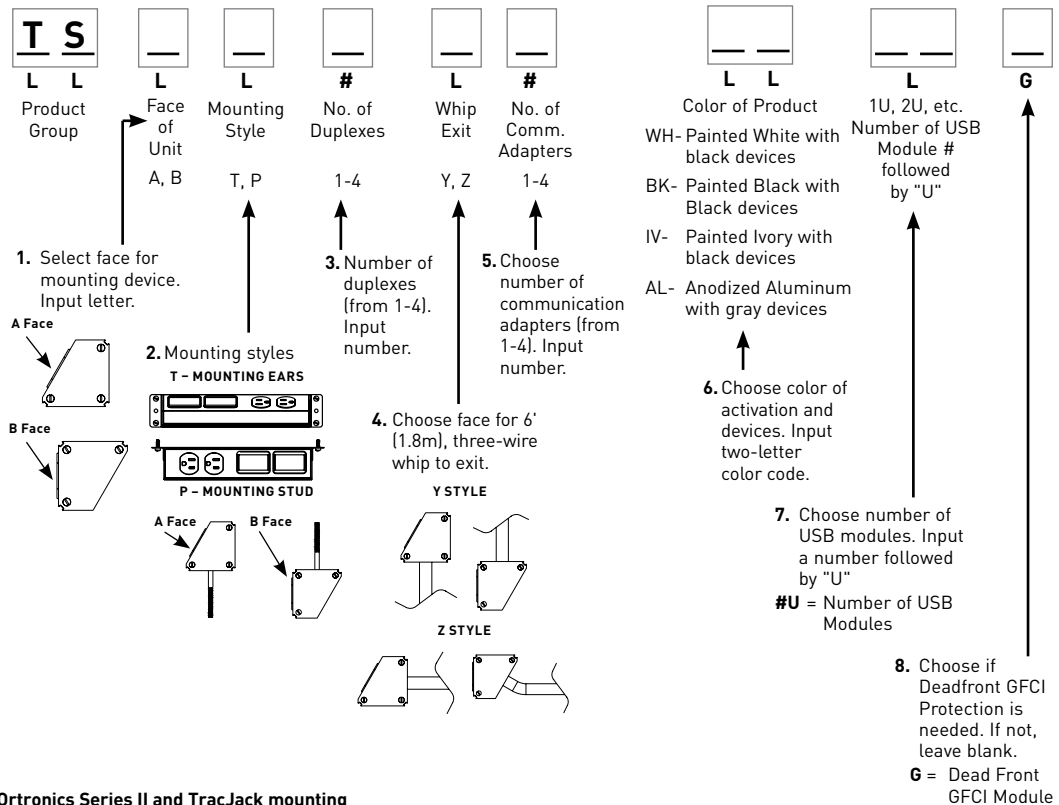 T S
L L
Product
Group
L
Face
of
Unit
A, B
L
Mounting
Style
T, P
#
No. of
Duplexes
1-4
L
Whip
Exit
Y, Z
#
No. of
Comm.
Adapters
1-4
L L
Color of Product
WH- Painted White with
black devices
BK- Painted Black with
Black devices
IV- Painted Ivory with
black devices
AL- Anodized Aluminum
with gray devices
L
1U, 2U, etc.
Number of USB
Module #
followed
by "U"
G
1. Select face for
mounting device.
Input letter.
A Face
B Face
2. Mounting styles
T – MOUNTING EARS
P – MOUNTING STUD
A Face
B Face
3. Number of
duplexes
(from 1-4).
Input
number.
4. Choose face for 6'
(1.8m), three-wire
whip to exit.
Y STYLE
Z STYLE
5. Choose
number of
communication
adapters (from
1-4). Input
number.
6. Choose color of
activation and
devices. Input
two-letter
color code.
7. Choose number of
USB modules. Input
a number followed
by "U"
#U = Number of USB
Modules
8. Choose if
Deadfront GFCI
Protection is
needed. If not,
leave blank.
G = Dead Front
GFCI Module
Ortronics Series II and TracJack mounting